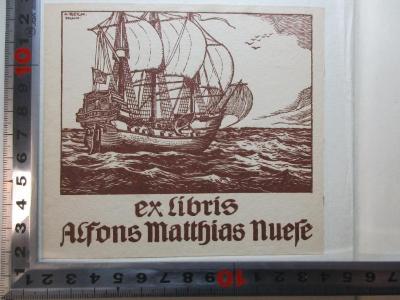 ex libris
Alfons Matthias Nuese